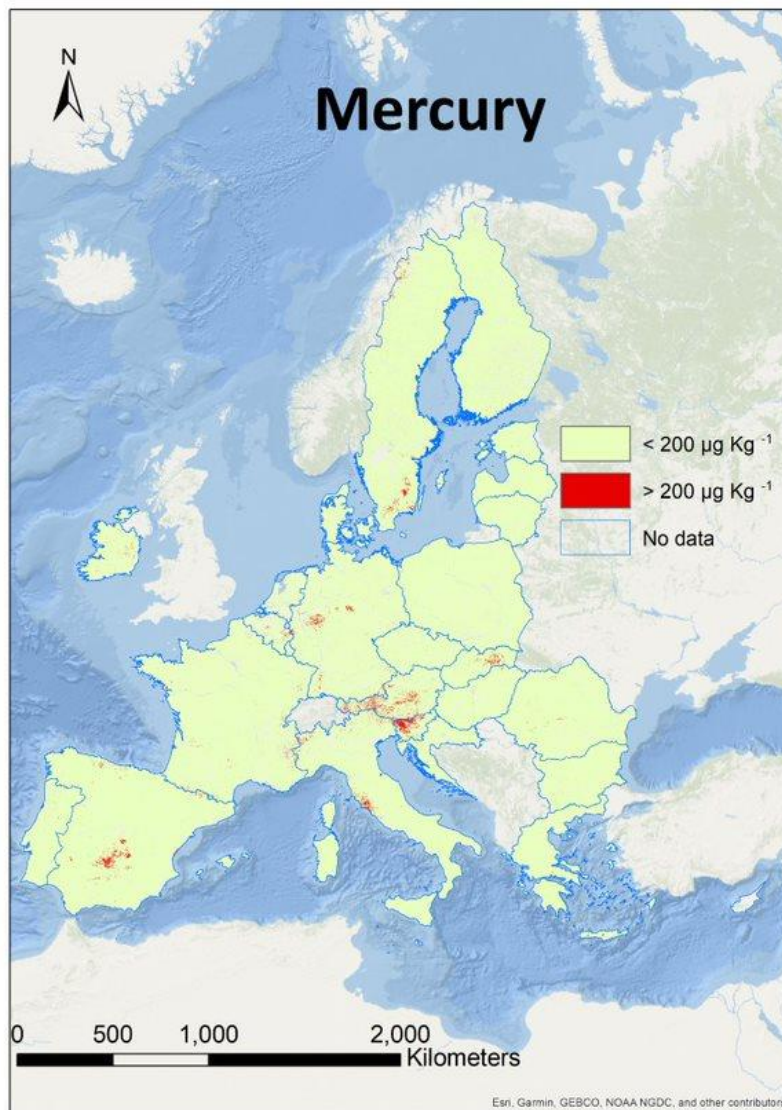 N
Mercury
< 200 µg Kg⁻¹
> 200 µg Kg⁻¹
No data
0 500 1,000 2,000
Kilometers
Esri, Garmin, GEBCO, NOAA NGDC, and other contributors